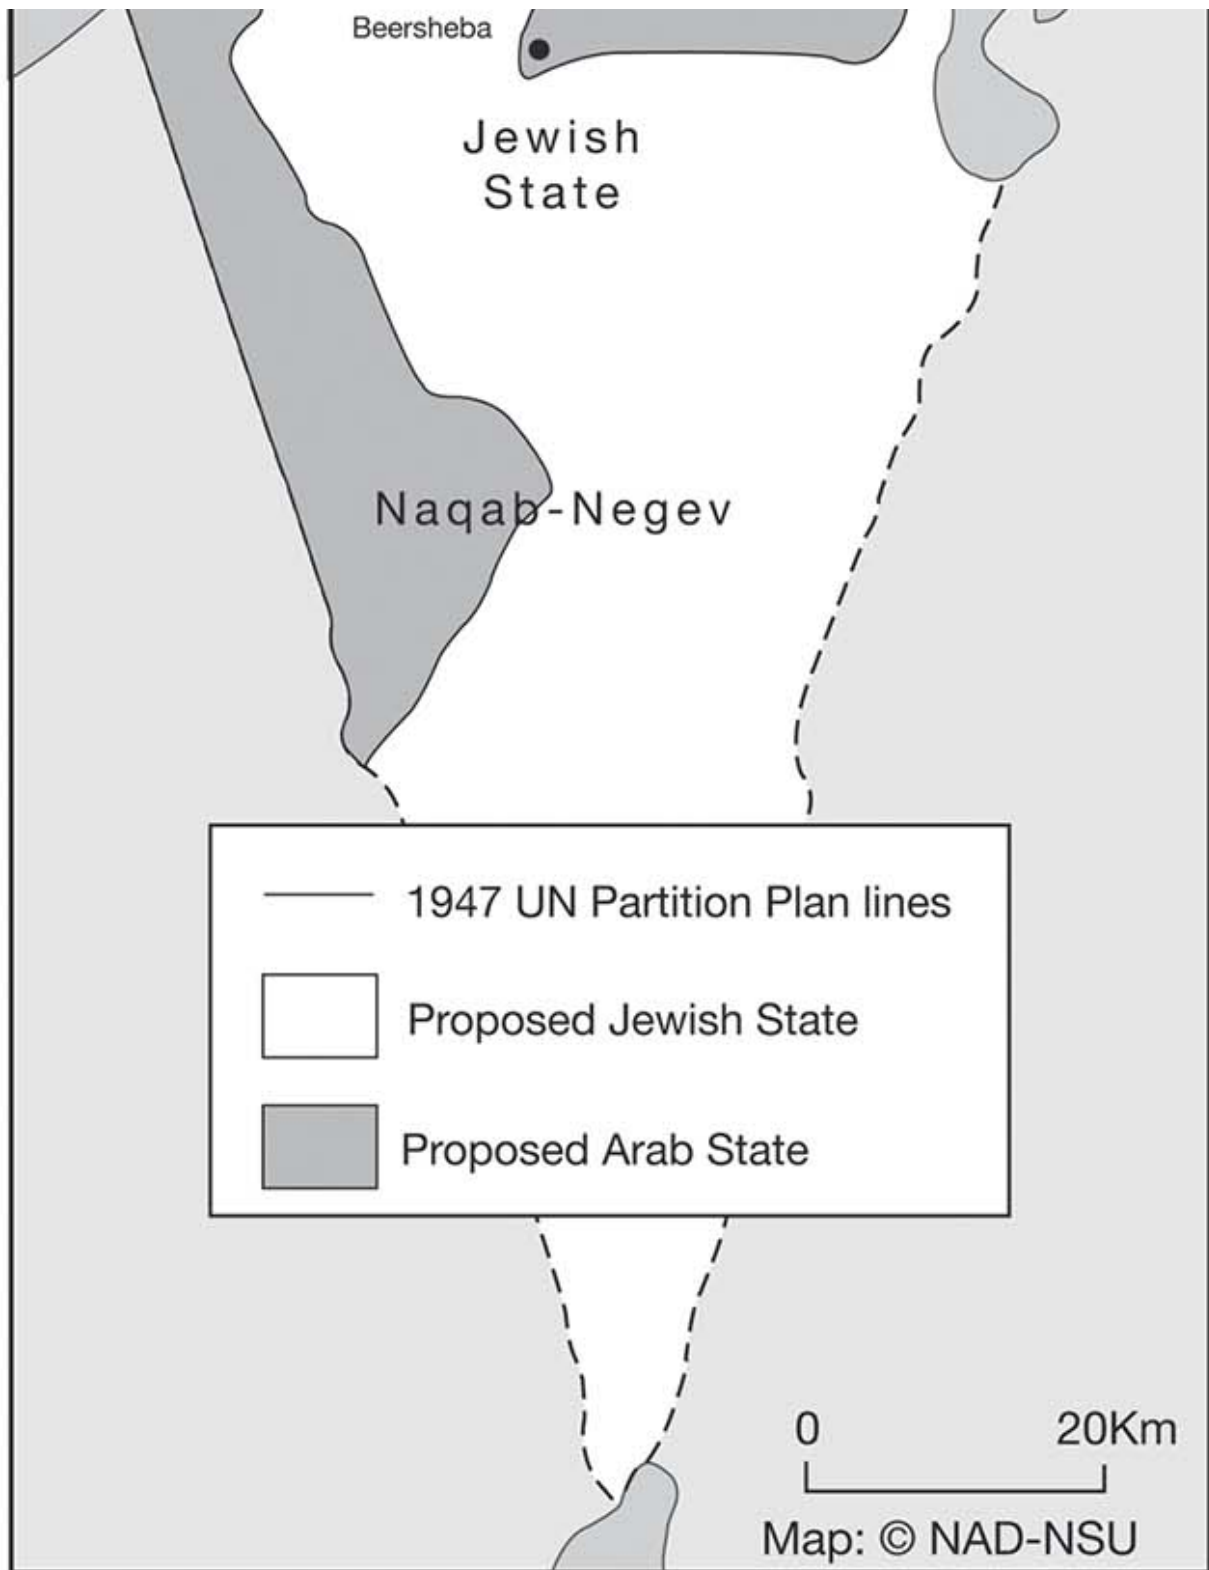 Beersheba
Jewish
State
Naqab-Negev
1947 UN Partition Plan lines
Proposed Jewish State
Proposed Arab State
0 20Km
Map: © NAD-NSU